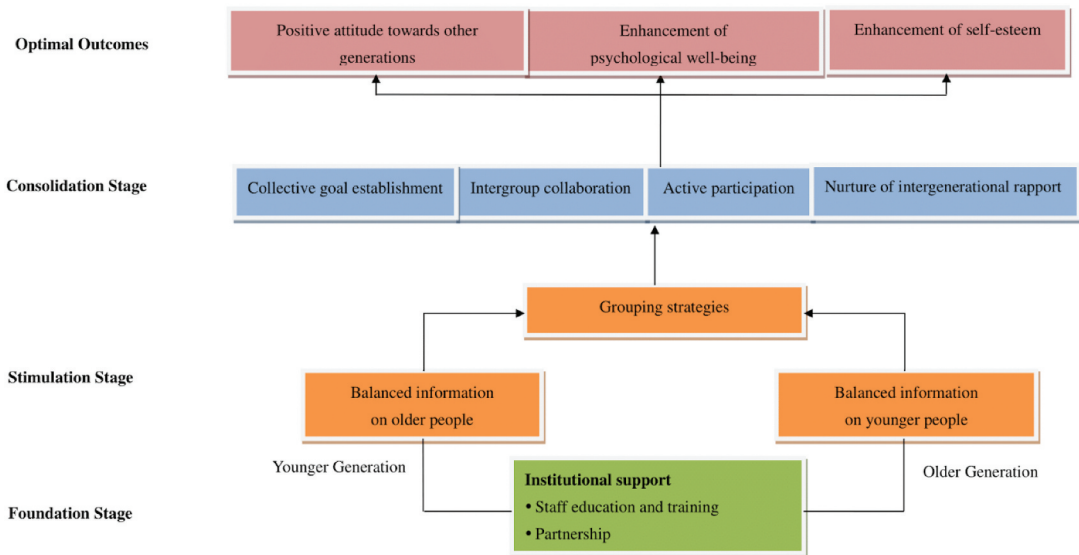 Optimal Outcomes
Positive attitude towards other
generations
Enhancement of
psychological well-being
Enhancement of self-esteem
Consolidation Stage
Collective goal establishment
Intergroup collaboration
Active participation
Nurture of intergenerational rapport
Grouping strategies
Stimulation Stage
Balanced information
on older people
Balanced information
on younger people
Younger Generation
Older Generation
Foundation Stage
Institutional support
• Staff education and training
• Partnership